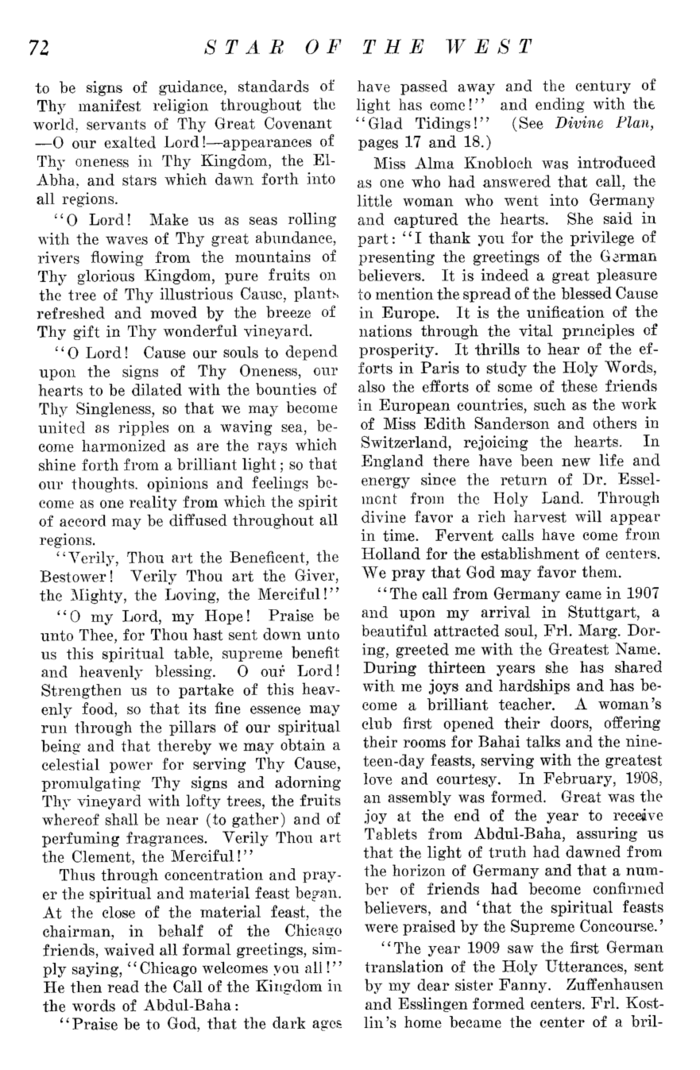 72
STAR OF THE WEST
to be signs of guidance, standards of
Thy manifest religion throughout the
world, servants of Thy Great Covenant
—O our exalted Lord!—appearances of
Thy oneness in Thy Kingdom, the El-
Abha, and stars which dawn forth into
all regions.
“O Lord! Make us as seas rolling
with the waves of Thy great abundance,
rivers flowing from the mountains of
Thy glorious Kingdom, pure fruits on
the tree of Thy illustrious Cause, plants
refreshed and moved by the breeze of
Thy gift in Thy wonderful vineyard.
“O Lord! Cause our souls to depend
upon the signs of Thy Oneness, our
hearts to be dilated with the bounties of
Thy Singleness, so that we may become
united as ripples on a waving sea, be-
come harmonized as are the rays which
shine forth from a brilliant light; so that
our thoughts, opinions and feelings be-
come as one reality from which the spirit
of accord may be diffused throughout all
regions.
“Verily, Thou art the Beneficent, the
Bestower! Verily Thou art the Giver,
the Mighty, the Loving, the Merciful!”
“O my Lord, my Hope! Praise be
unto Thee, for Thou hast sent down unto
us this spiritual table, supreme benefit
and heavenly blessing. O our Lord!
Strengthen us to partake of this heav-
enly food, so that its fine essence may
run through the pillars of our spiritual
being and that thereby we may obtain a
celestial power for serving Thy Cause,
promulgating Thy signs and adorning
Thy vineyard with lofty trees, the fruits
whereof shall be near (to gather) and of
perfuming fragrances. Verily Thou art
the Clement, the Merciful!”
Thus through concentration and pray-
er the spiritual and material feast began.
At the close of the material feast, the
chairman, in behalf of the Chicago
friends, waived all formal greetings, sim-
ply saying, “Chicago welcomes you all!”
He then read the Call of the Kingdom in
the words of Abdul-Baha:
“Praise be to God, that the dark ages
have passed away and the century of
light has come!” and ending with the
“Glad Tidings!” (See Divine Plan,
pages 17 and 18.)
Miss Alma Knobloch was introduced
as one who had answered that call, the
little woman who went into Germany
and captured the hearts. She said in
part: “I thank you for the privilege of
presenting the greetings of the German
believers. It is indeed a great pleasure
to mention the spread of the blessed Cause
in Europe. It is the unification of the
nations through the vital principles of
prosperity. It thrills to hear of the ef-
forts in Paris to study the Holy Words,
also the efforts of some of these friends
in European countries, such as the work
of Miss Edith Sanderson and others in
Switzerland, rejoicing the hearts. In
England there have been new life and
energy since the return of Dr. Essel-
ment from the Holy Land. Through
divine favor a rich harvest will appear
in time. Fervent calls have come from
Holland for the establishment of centers.
We pray that God may favor them.
“The call from Germany came in 1907
and upon my arrival in Stuttgart, a
beautiful attracted soul, Frl. Marg. Dor-
ing, greeted me with the Greatest Name.
During thirteen years she has shared
with me joys and hardships and has be-
come a brilliant teacher. A woman's
club first opened their doors, offering
their rooms for Bahai talks and the nine-
teen-day feasts, serving with the greatest
love and courtesy. In February, 1908,
an assembly was formed. Great was the
joy at the end of the year to receive
Tablets from Abdul-Baha, assuring us
that the light of truth had dawned from
the horizon of Germany and that a num-
ber of friends had become confirmed
believers, and ‘that the spiritual feasts
were praised by the Supreme Concourse.’
“The year 1909 saw the first German
translation of the Holy Utterances, sent
by my dear sister Fanny. Zuffenhausen
and Esslingen formed centers. Frl. Kost-
lin's home became the center of a bril-